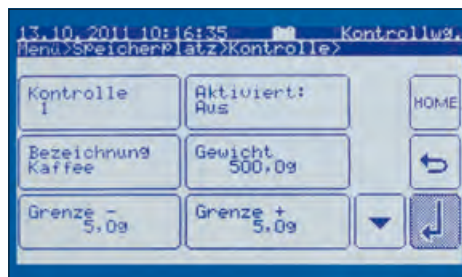 13.10.2011 10:16:35 Kontrollwg.
Menü>Speicherplatz>Kontrolle>
Kontrolle
1
Aktiviert:
Aus
HOME
Bezeichnung
Kaffee
Gewicht
500,0g
Grenze -
5,0g
Grenze +
5,0g